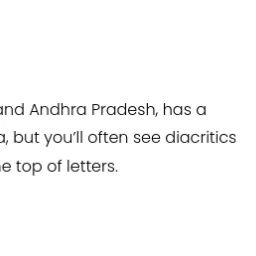 and Andhra Pradesh, has a
, but you’ll often see diacritics
top of letters.